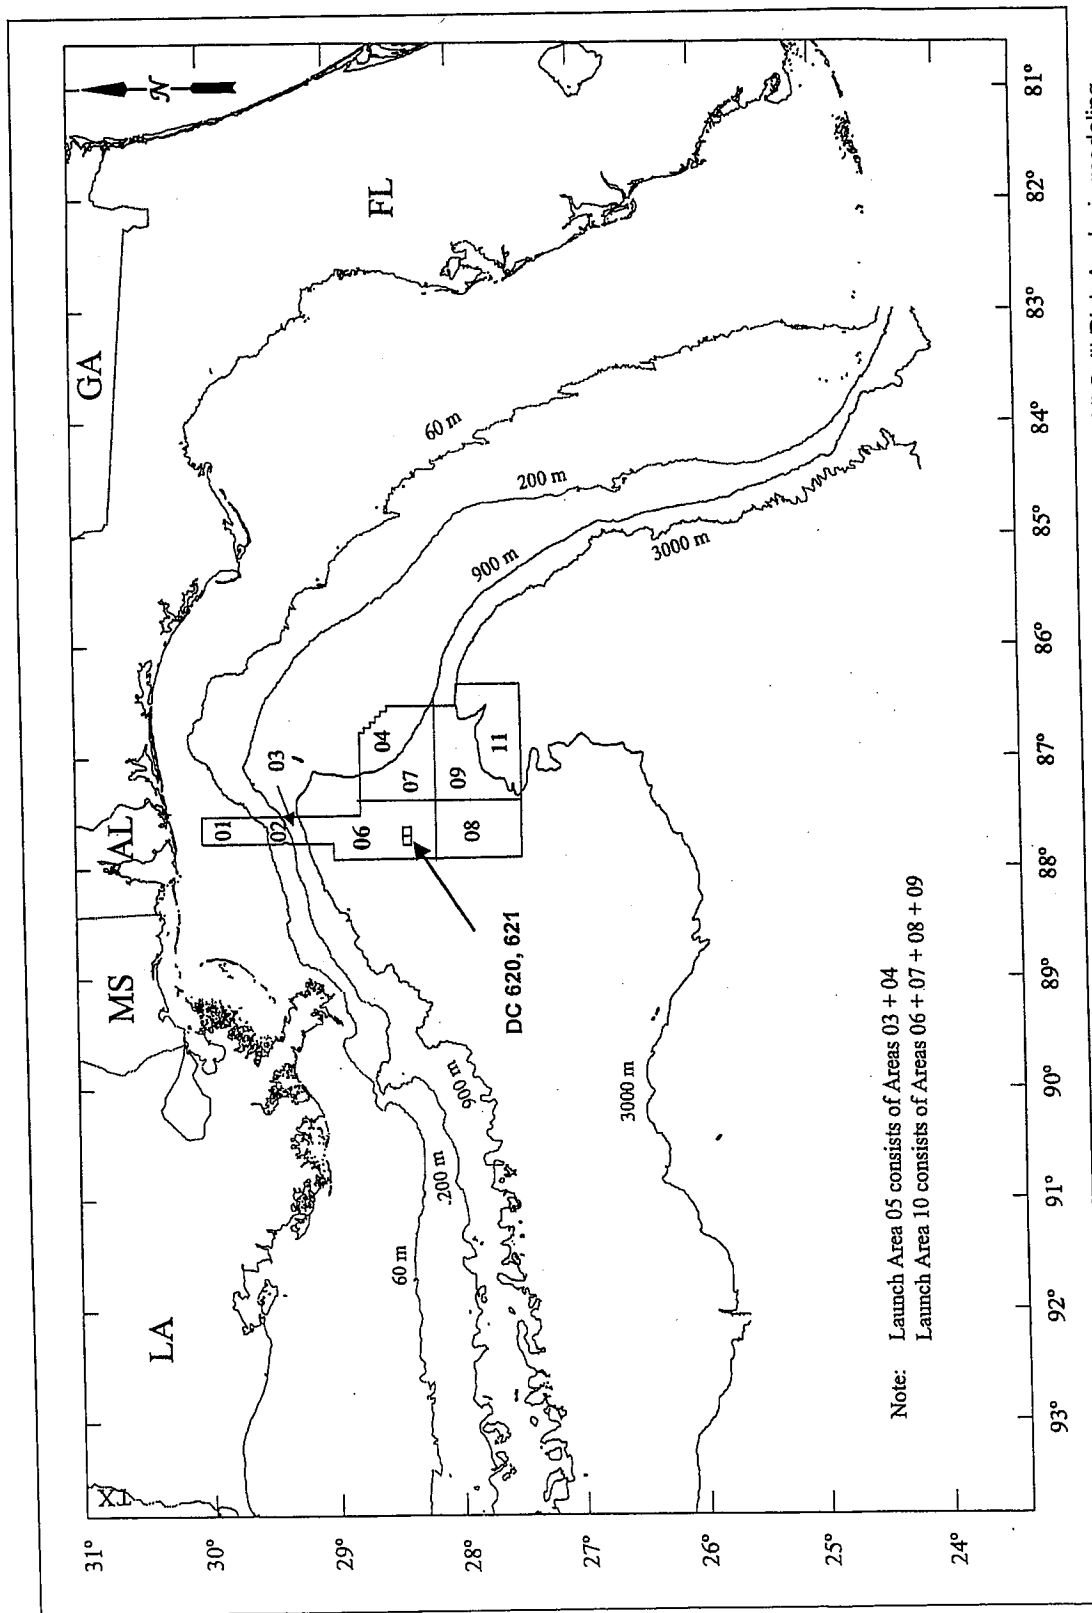 N
TX
LA
MS
AL
GA
FL
31°
30°
29°
28°
27°
26°
25°
24°
01
02
03
04
06
07
08
09
11
DC 620, 621
60 m
200 m
900 m
3000 m
60 m
200 m
900 m
3000 m
Note: Launch Area 05 consists of Areas 03 + 04
Launch Area 10 consists of Areas 06 + 07 + 08 + 09
93°
92°
91°
90°
89°
88°
87°
86°
85°
84°
83°
82°
81°